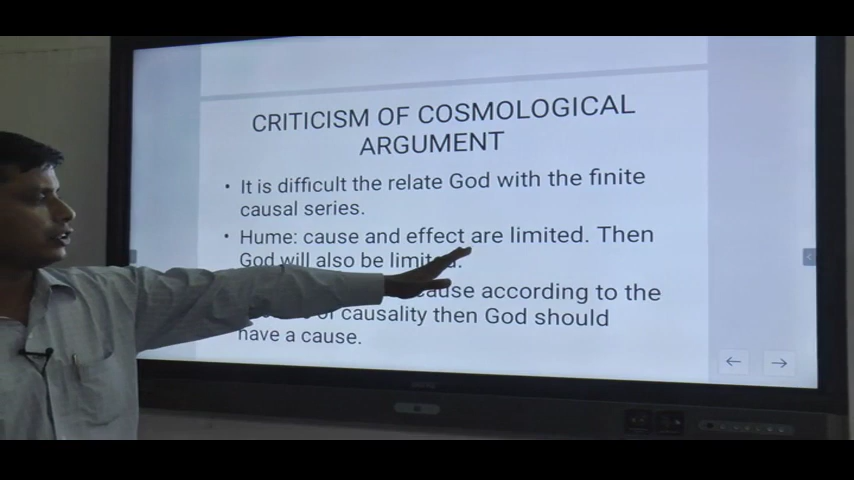 CRITICISM OF COSMOLOGICAL
ARGUMENT
• It is difficult the relate God with the finite
causal series.
• Hume: cause and effect are limited. Then
God will also be limited.
cause according to the
of causality then God should
have a cause.